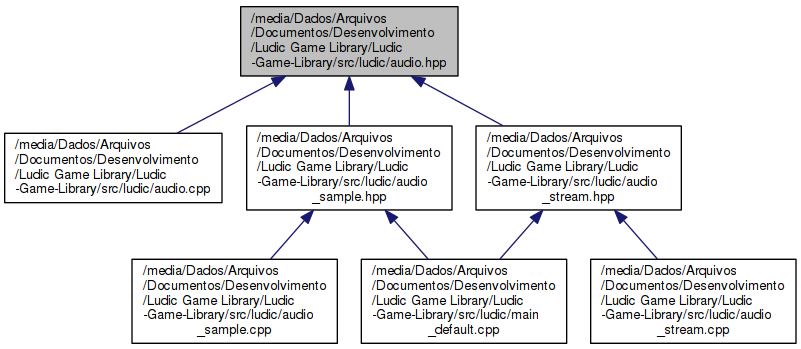 /media/Dados/Arquivos
/Documentos/Desenvolvimento
/Ludic Game Library/Ludic
-Game-Library/src/ludic/audio.hpp
/media/Dados/Arquivos
/Documentos/Desenvolvimento
/Ludic Game Library/Ludic
-Game-Library/src/ludic/audio.cpp
/media/Dados/Arquivos
/Documentos/Desenvolvimento
/Ludic Game Library/Ludic
-Game-Library/src/ludic/audio
_sample.hpp
/media/Dados/Arquivos
/Documentos/Desenvolvimento
/Ludic Game Library/Ludic
-Game-Library/src/ludic/audio
_stream.hpp
/media/Dados/Arquivos
/Documentos/Desenvolvimento
/Ludic Game Library/Ludic
-Game-Library/src/ludic/audio
_sample.cpp
/media/Dados/Arquivos
/Documentos/Desenvolvimento
/Ludic Game Library/Ludic
-Game-Library/src/ludic/main
_default.cpp
/media/Dados/Arquivos
/Documentos/Desenvolvimento
/Ludic Game Library/Ludic
-Game-Library/src/ludic/audio
_stream.cpp